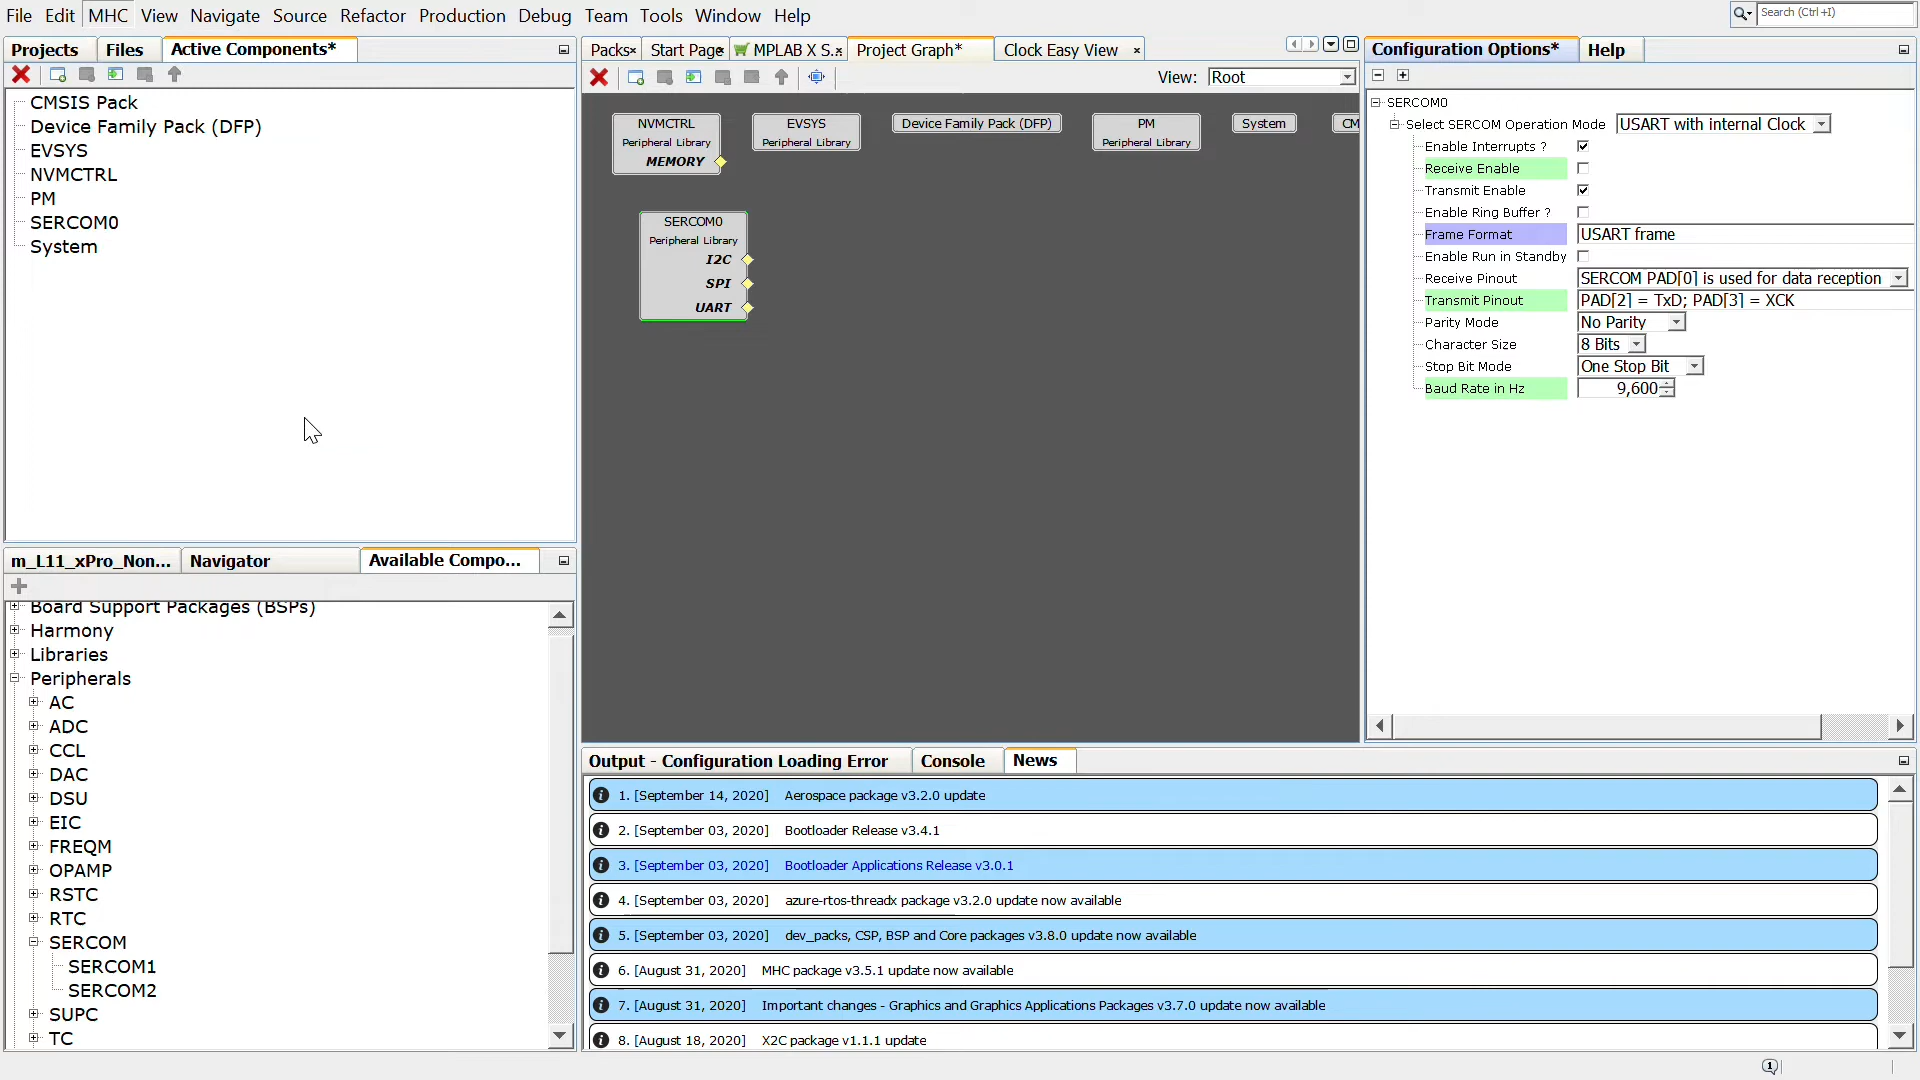 File Edit MHC View Navigate Source Refactor Production Debug Team Tools Window Help
Search (Ctrl+I)
Projects Files Active Components*
CMSIS Pack
Device Family Pack (DFP)
EVSYS
NVMCTRL
PM
SERCOM0
System
m_L11_xPro_Non... Navigator Available Compo...
Board Support Packages (BSPs)
Harmony
Libraries
Peripherals
AC
ADC
CCL
DAC
DSU
EIC
FREQM
OPAMP
RSTC
RTC
SERCOM
SERCOM1
SERCOM2
SUPC
TC
Packs Start Page MPLAB X S... Project Graph* Clock Easy View
View: Root
NVMCTRL
Peripheral Library
MEMORY
EVSYS
Peripheral Library
Device Family Pack (DFP)
PM
Peripheral Library
System
CM
SERCOM0
Peripheral Library
I2C
SPI
UART
Configuration Options* Help
SERCOM0
Select SERCOM Operation Mode USART with internal Clock
Enable Interrupts ?
Receive Enable
Transmit Enable
Enable Ring Buffer ?
Frame Format USART frame
Enable Run in Standby
Receive Pinout SERCOM PAD[0] is used for data reception
Transmit Pinout PAD[2] = TxD; PAD[3] = XCK
Parity Mode No Parity
Character Size 8 Bits
Stop Bit Mode One Stop Bit
Baud Rate in Hz 9,600
Output - Configuration Loading Error Console News
1. [September 14, 2020] Aerospace package v3.2.0 update
2. [September 03, 2020] Bootloader Release v3.4.1
3. [September 03, 2020] Bootloader Applications Release v3.0.1
4. [September 03, 2020] azure-rtos-threadx package v3.2.0 update now available
5. [September 03, 2020] dev_packs, CSP, BSP and Core packages v3.8.0 update now available
6. [August 31, 2020] MHC package v3.5.1 update now available
7. [August 31, 2020] Important changes - Graphics and Graphics Applications Packages v3.7.0 update now available
8. [August 18, 2020] X2C package v1.1.1 update
1